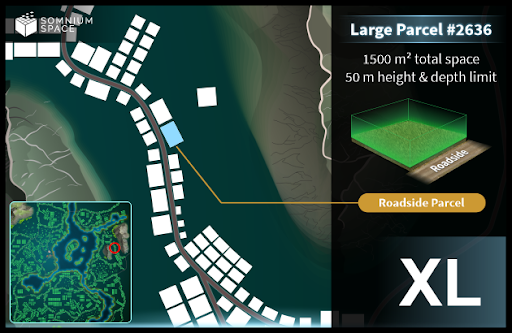 SOMNIUM
SPACE
Large Parcel #2636
1500 m² total space
50 m height & depth limit
Roadside
Roadside Parcel
XL